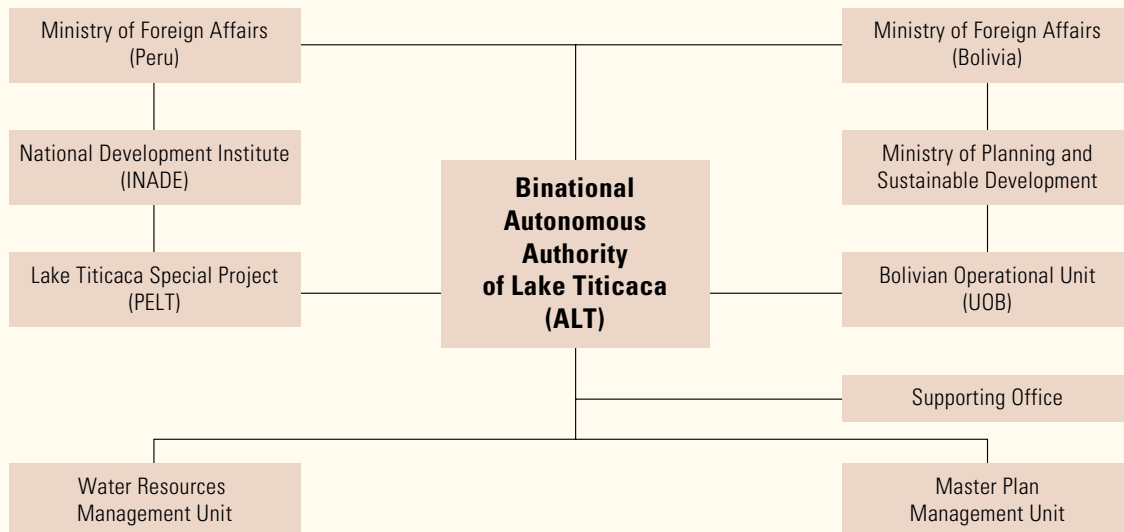 Ministry of Foreign Affairs
(Peru)
Ministry of Foreign Affairs
(Bolivia)
National Development Institute
(INADE)
Binational
Autonomous
Authority
of Lake Titicaca
(ALT)
Ministry of Planning and
Sustainable Development
Lake Titicaca Special Project
(PELT)
Bolivian Operational Unit
(UOB)
Supporting Office
Water Resources
Management Unit
Master Plan
Management Unit